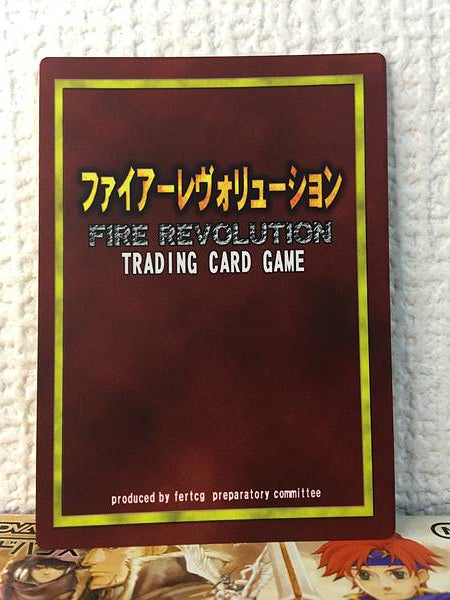 ファイアーレヴォリューション
FIRE REVOLUTION
TRADING CARD GAME
produced by fertcg preparatory committee